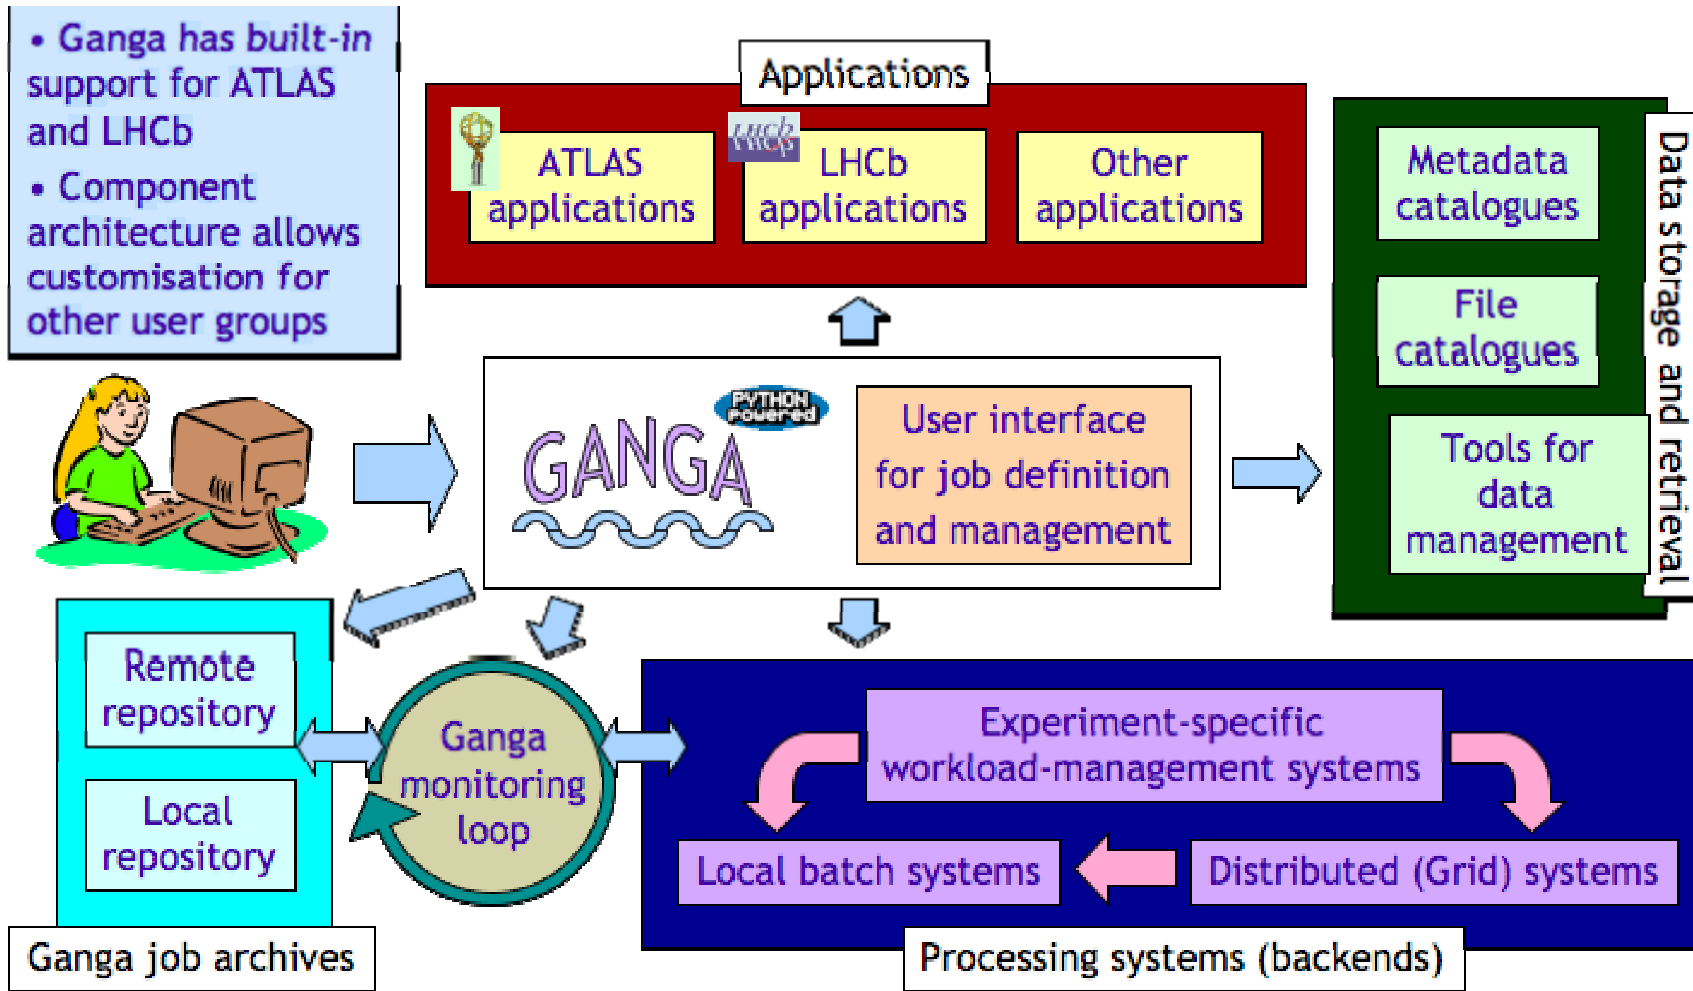 • Ganga has built-in
support for ATLAS
and LHCb
• Component
architecture allows
customisation for
other user groups
Applications
ATLAS
applications
LHCb
LHCb
applications
Other
applications
Metadata
catalogues
File
catalogues
Tools for
data
management
Data storage and retrieval
PYTHON
Powered
GANGA
User interface
for job definition
and management
Remote
repository
Local
repository
Ganga job archives
Ganga
monitoring
loop
Experiment-specific
workload-management systems
Local batch systems
Distributed (Grid) systems
Processing systems (backends)